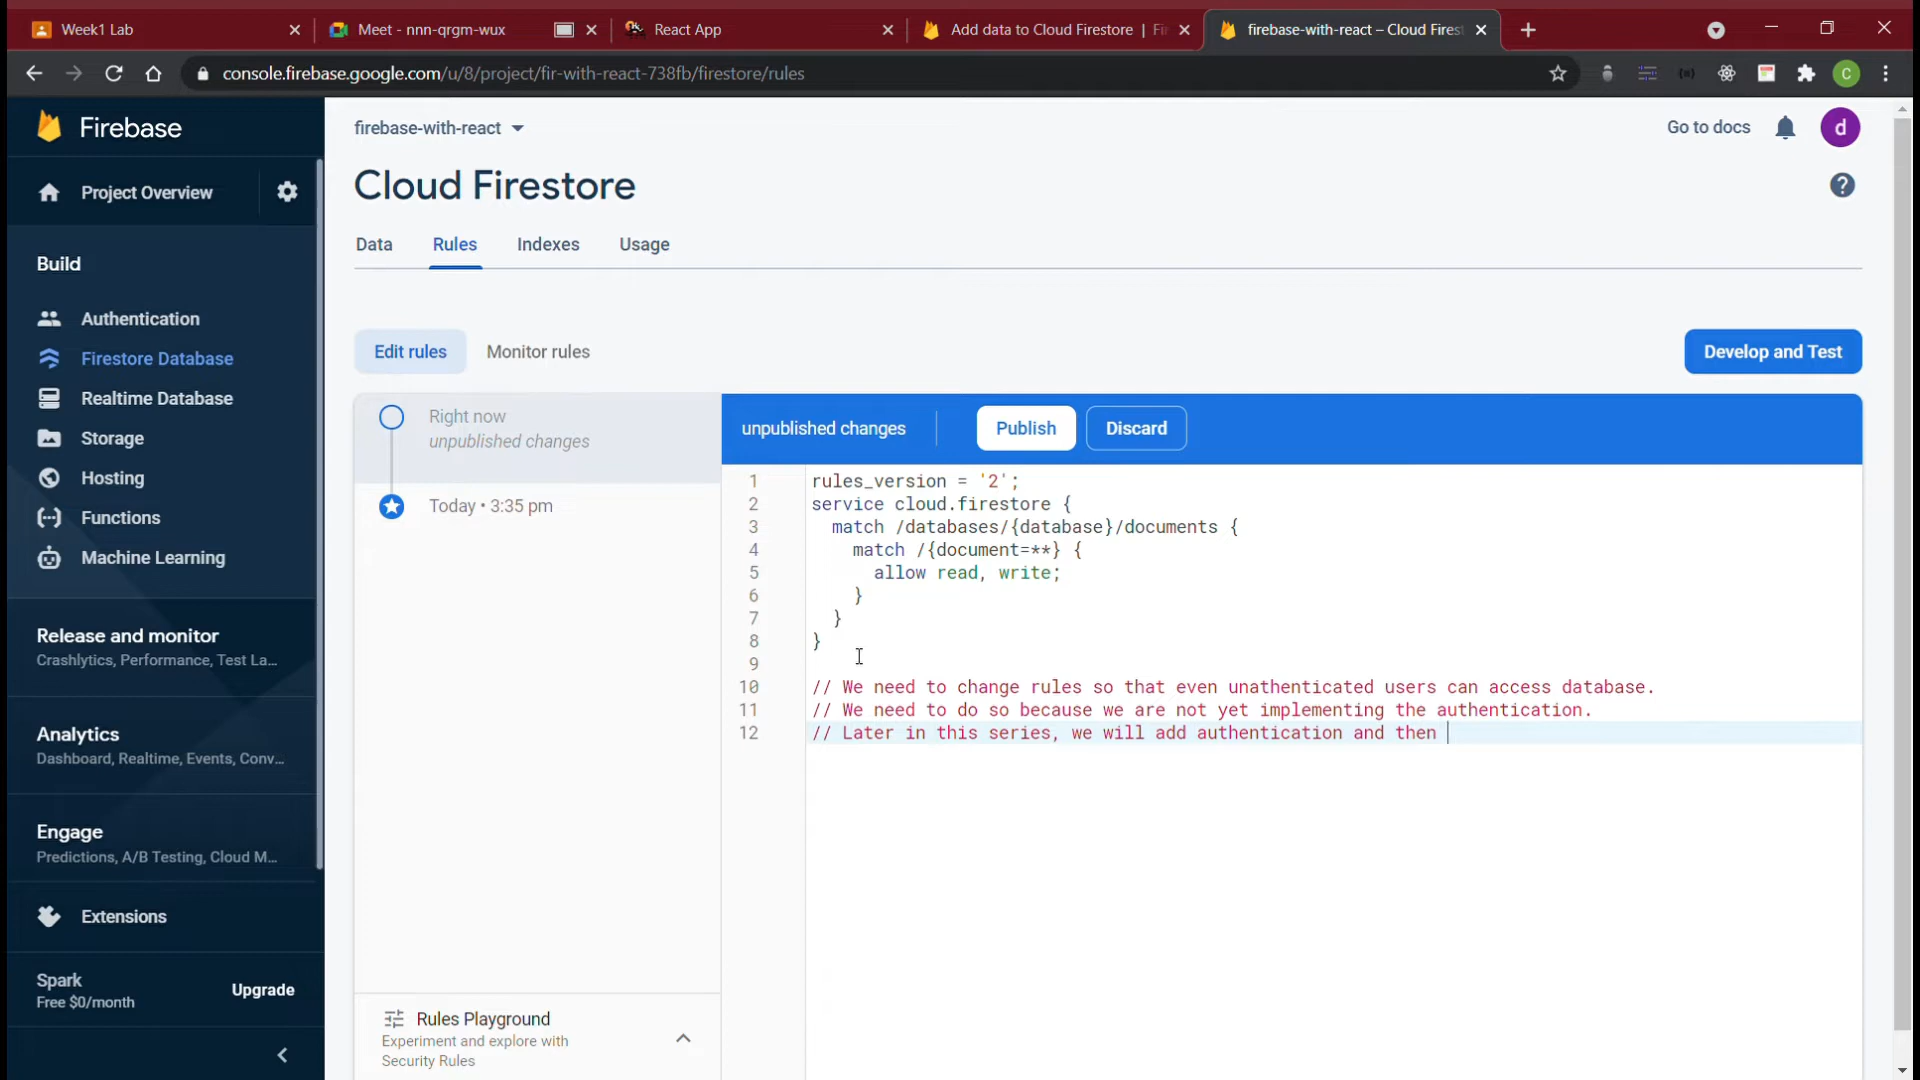 Week1 Lab
Meet - nnn-qrgm-wux
React App
Add data to Cloud Firestore | Fir
firebase-with-react – Cloud Firest
console.firebase.google.com/u/8/project/fir-with-react-738fb/firestore/rules
C
Firebase
firebase-with-react
Go to docs
d
Project Overview
Cloud Firestore
?
Data
Rules
Indexes
Usage
Build
Authentication
Firestore Database
Realtime Database
Storage
Hosting
Functions
Machine Learning
Edit rules
Monitor rules
Develop and Test
Right now
unpublished changes
Today • 3:35 pm
unpublished changes
Publish
Discard
1 rules_version = '2';
2 service cloud.firestore {
3 match /databases/{database}/documents {
4 match /{document=**} {
5 allow read, write;
6 }
7 }
8 }
9
10 // We need to change rules so that even unathenticated users can access database.
11 // We need to do so because we are not yet implementing the authentication.
12 // Later in this series, we will add authentication and then
Release and monitor
Crashlytics, Performance, Test La...
Analytics
Dashboard, Realtime, Events, Conv...
Engage
Predictions, A/B Testing, Cloud M...
Extensions
Spark
Free $0/month
Upgrade
Rules Playground
Experiment and explore with
Security Rules